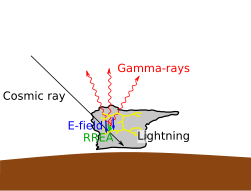 Gamma-rays
Cosmic ray
E-field
RREA
Lightning